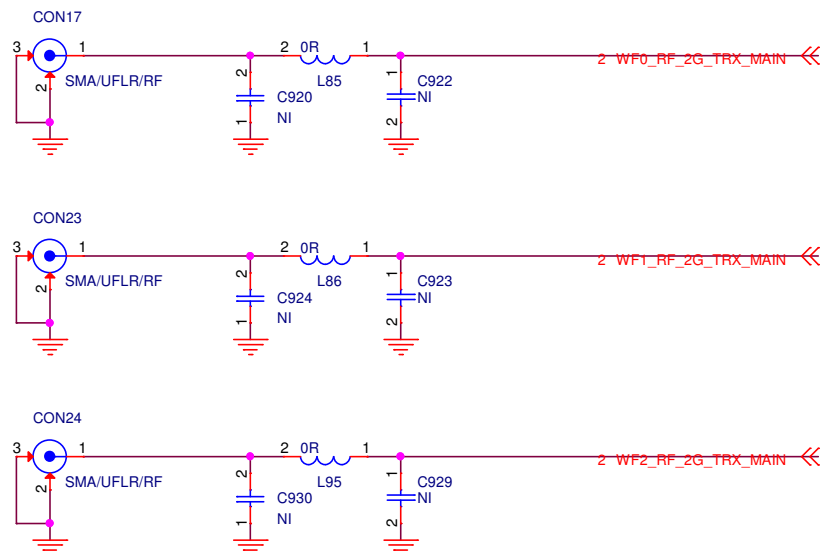 CON17
3 1 2 0R 1
2 WF0_RF_2G_TRX_MAIN
SMA/UFLR/RF
2
2
C920
NI
1
L85
1
C922
NI
2
CON23
3 1 2 0R 1
2 WF1_RF_2G_TRX_MAIN
SMA/UFLR/RF
2
2
C924
NI
1
L86
1
C923
NI
2
CON24
3 1 2 0R 1
2 WF2_RF_2G_TRX_MAIN
SMA/UFLR/RF
2
2
C930
NI
1
L95
1
C929
NI
2